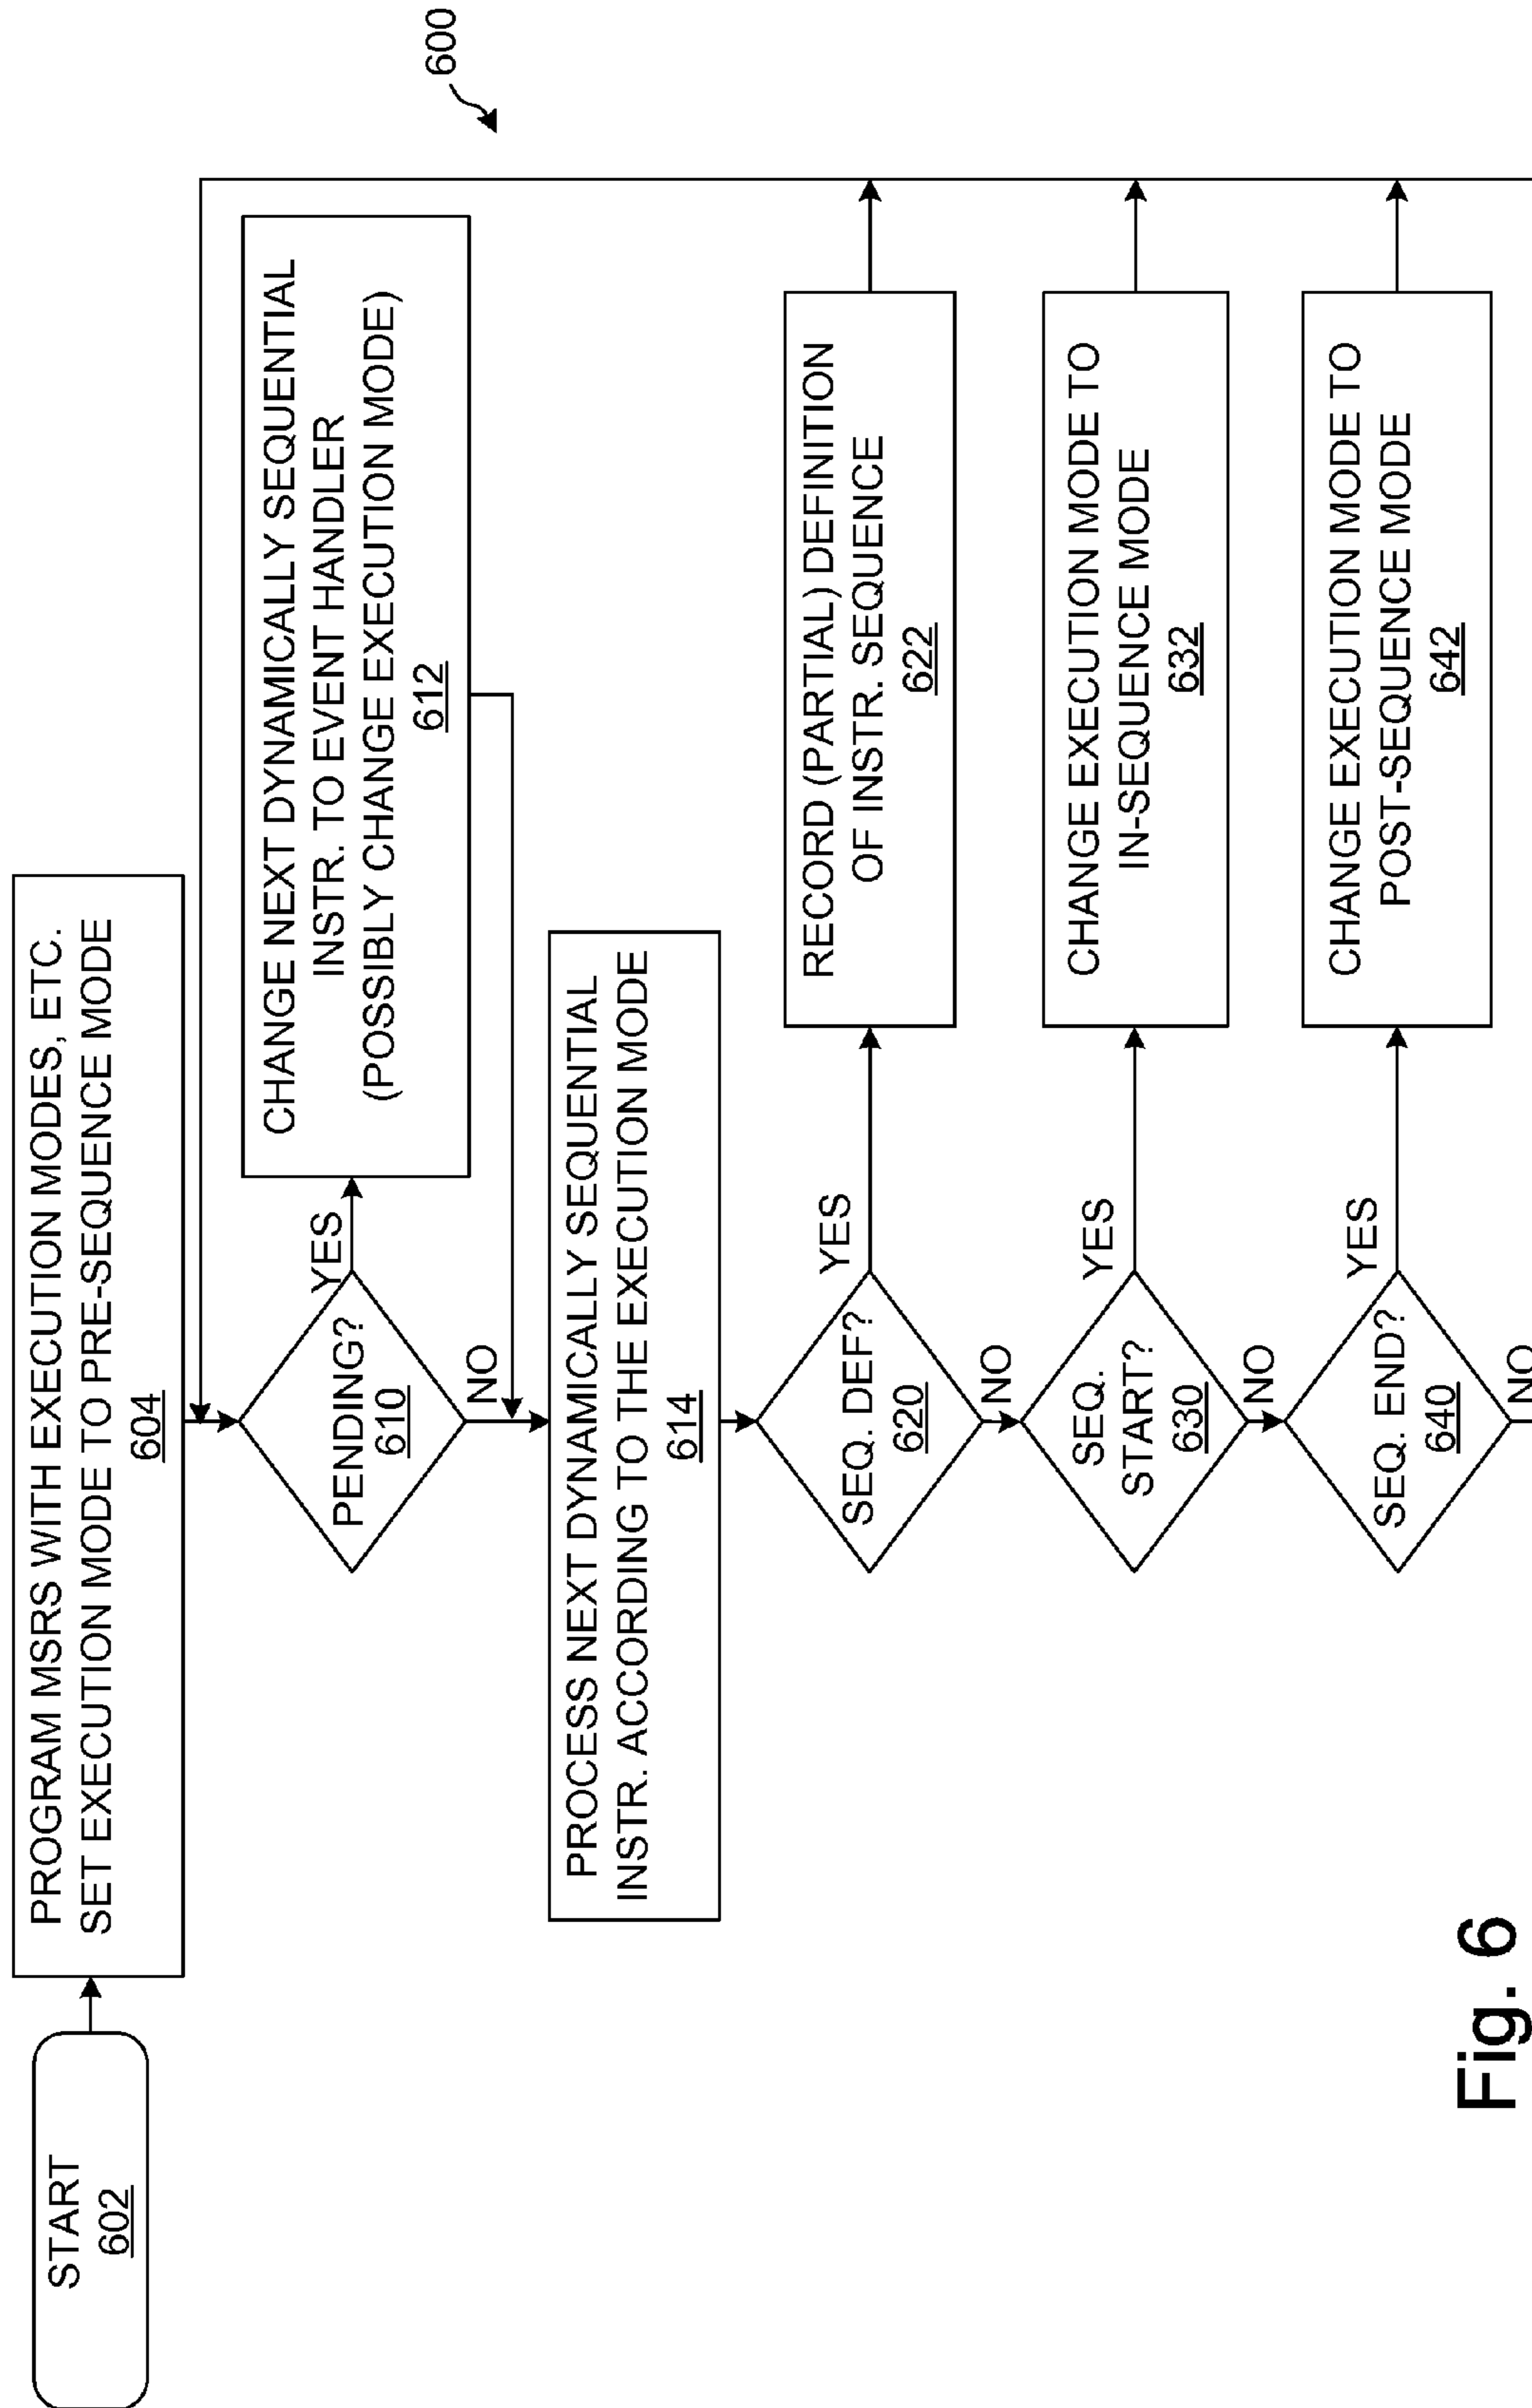 START
602
PROGRAM MSRS WITH EXECUTION MODES, ETC.
SET EXECUTION MODE TO PRE-SEQUENCE MODE
604
600
PENDING?
610
YES
NO
CHANGE NEXT DYNAMICALLY SEQUENTIAL
INSTR. TO EVENT HANDLER
(POSSIBLY CHANGE EXECUTION MODE)
612
PROCESS NEXT DYNAMICALLY SEQUENTIAL
INSTR. ACCORDING TO THE EXECUTION MODE
614
SEQ. DEF?
620
YES
NO
RECORD (PARTIAL) DEFINITION
OF INSTR. SEQUENCE
622
SEQ.
START?
630
YES
NO
CHANGE EXECUTION MODE TO
IN-SEQUENCE MODE
632
SEQ. END?
640
YES
NO
CHANGE EXECUTION MODE TO
POST-SEQUENCE MODE
642
Fig. 6